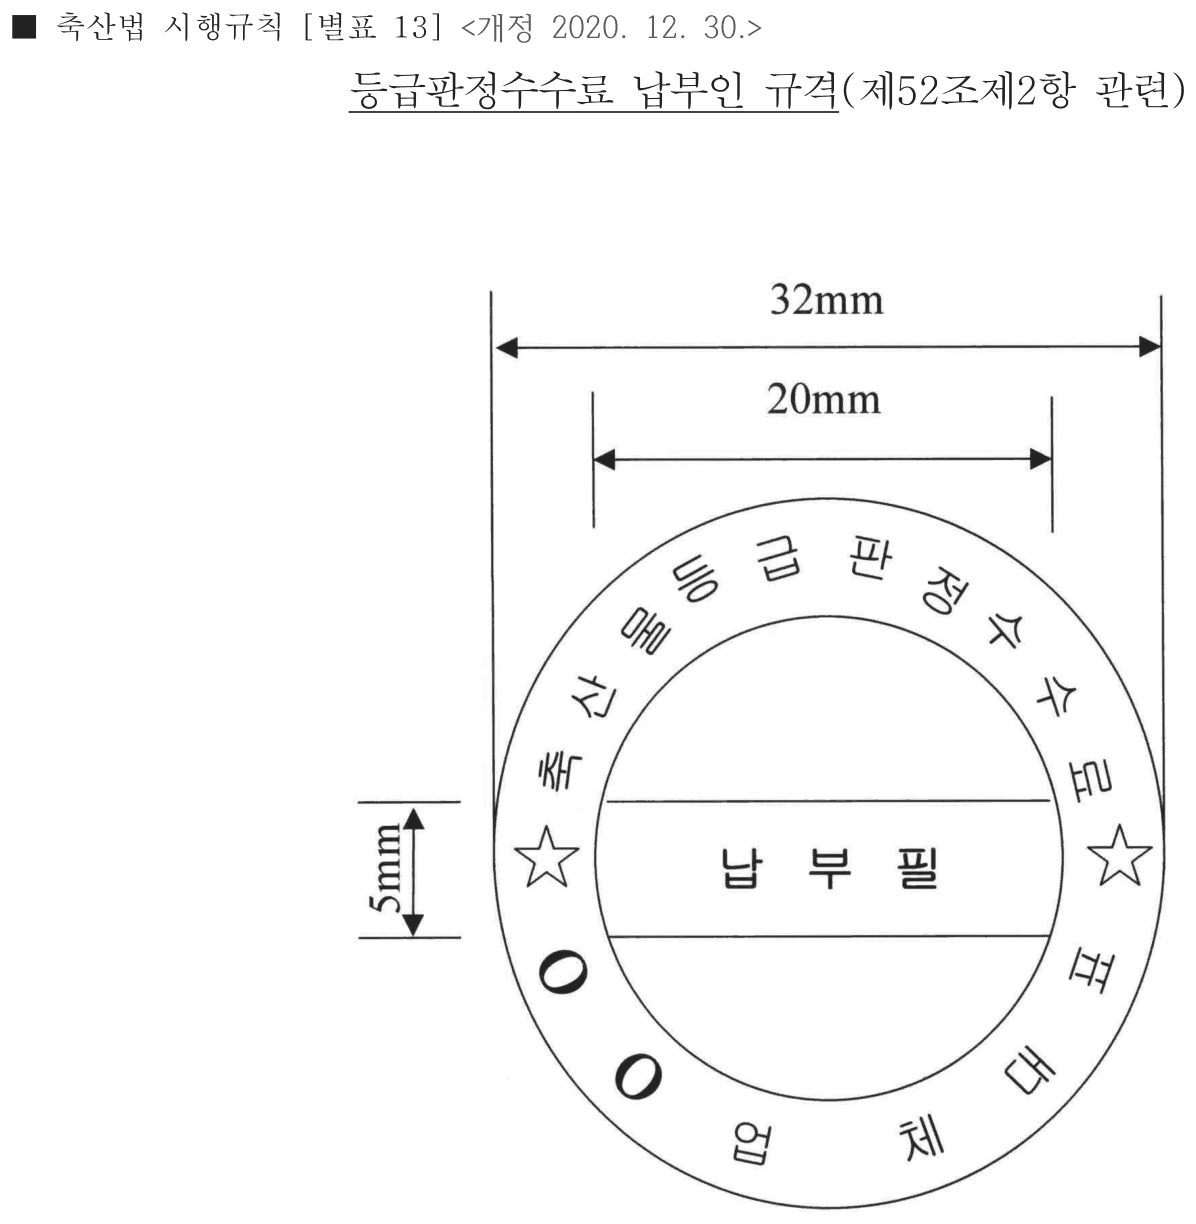 ■ 축산법 시행규칙 [별표 13] <개정 2020. 12. 30.>
등급판정수수료 납부인 규격(제52조제2항 관련)
32mm
20mm
축산물등급판정수수료
5mm
☆ 납 부 필 ☆
OO업체대표